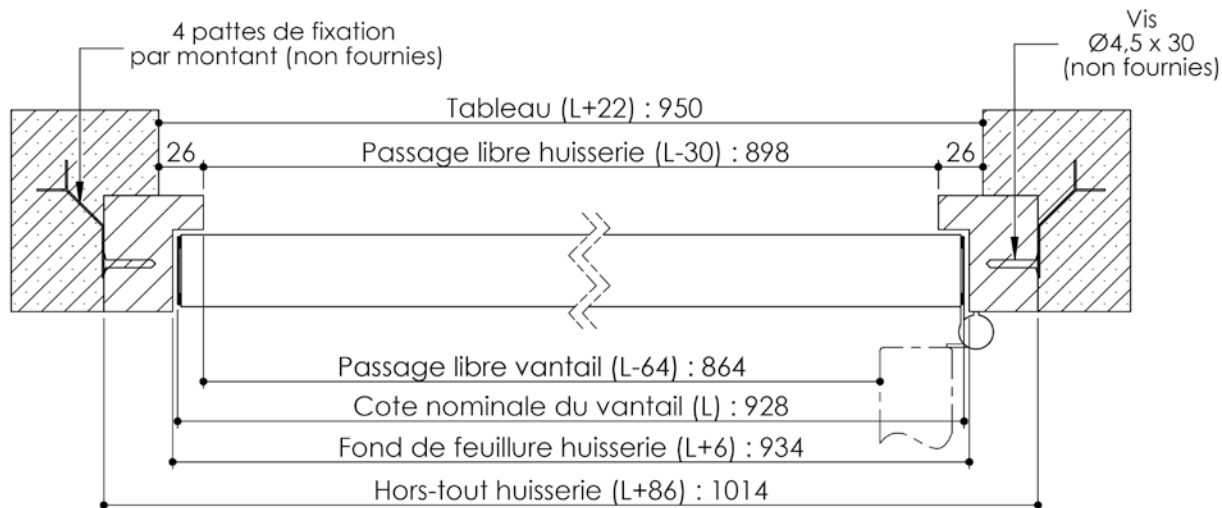 4 pattes de fixation
par montant (non fournies)
Vis
Ø4,5 x 30
(non fournies)
Tableau (L+22) : 950
26
Passage libre huisserie (L-30) : 898
26
Passage libre vantail (L-64) : 864
Cote nominale du vantail (L) : 928
Fond de feuillure huisserie (L+6) : 934
Hors-tout huisserie (L+86) : 1014